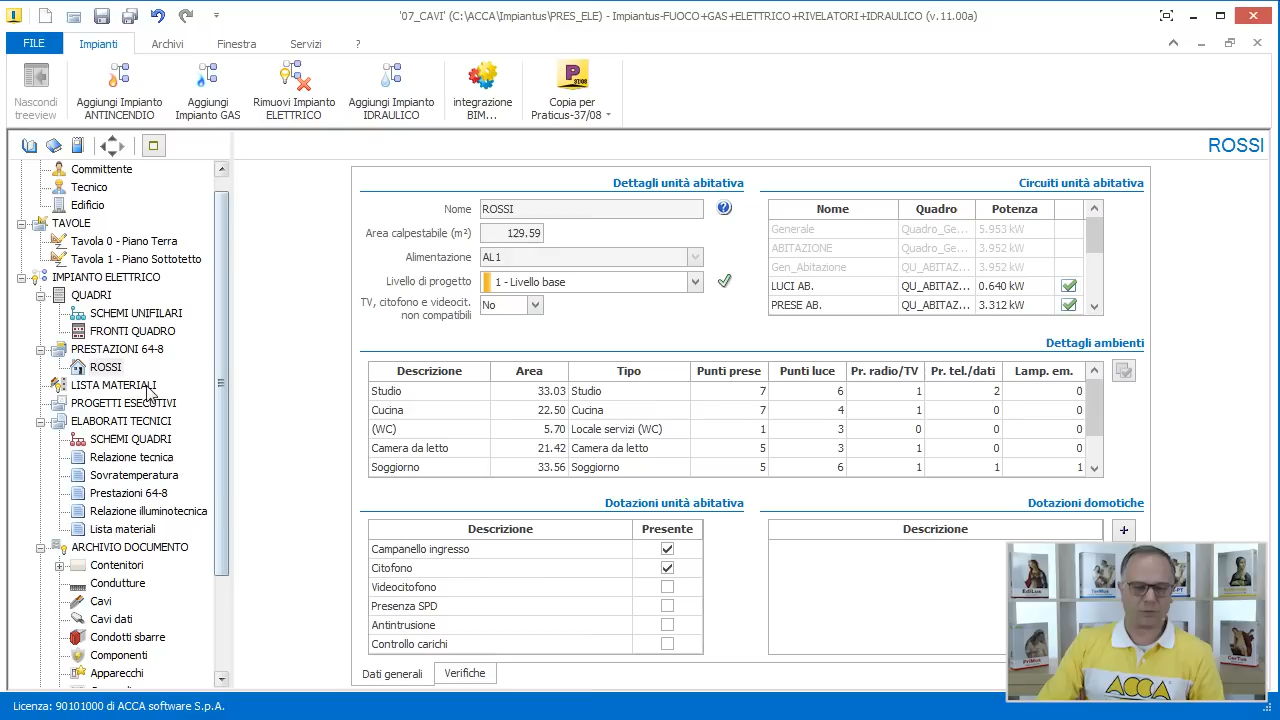 '07_CAVI' (C:\ACCA\Impiantus\PRES_ELE) - Impiantus-FUOCO+GAS+ELETTRICO+RIVELATORI+IDRAULICO (v.11.00a)
FILE
Impianti
Archivi
Finestra
Servizi
?
Nascondi
treeview
Aggiungi Impianto
ANTINCENDIO
Aggiungi
Impianto GAS
Rimuovi Impianto
ELETTRICO
Aggiungi Impianto
IDRAULICO
integrazione
BIM...
Copia per
Praticus-37/08
ROSSI
Committente
Tecnico
Edificio
TAVOLE
Tavola 0 - Piano Terra
Tavola 1 - Piano Sottotetto
IMPIANTO ELETTRICO
QUADRI
SCHEMI UNIFILARI
FRONTI QUADRO
PRESTAZIONI 64-8
ROSSI
LISTA MATERIALI
PROGETTI ESECUTIVI
ELABORATI TECNICI
SCHEMI QUADRI
Relazione tecnica
Sovratemperatura
Prestazioni 64-8
Relazione illuminotecnica
Lista materiali
ARCHIVIO DOCUMENTO
Contenitori
Condutture
Cavi
Cavi dati
Condotti sbarre
Componenti
Apparecchi
Dettagli unità abitativa
Nome ROSSI
Area calpestabile (m²) 129.59
Alimentazione AL1
Livello di progetto 1 - Livello base
TV, citofono e videocit. No
non compatibili
Circuiti unità abitativa
Nome Quadro Potenza
Generale Quadro_Ge... 5.953 kW
ABITAZIONE Quadro_Ge... 3.952 kW
Gen_Abitazione QU_ABITAZ... 3.952 kW
LUCI AB. QU_ABITAZ... 0.640 kW
PRESE AB. QU_ABITAZ... 3.312 kW
Dettagli ambienti
Descrizione Area Tipo Punti prese Punti luce Pr. radio/TV Pr. tel./dati Lamp. em.
Studio 33.03 Studio 7 6 1 2 0
Cucina 22.50 Cucina 7 4 1 0 0
(WC) 5.70 Locale servizi (WC) 1 3 0 0 0
Camera da letto 21.42 Camera da letto 5 3 1 0 0
Soggiorno 33.56 Soggiorno 5 6 1 1 1
Dotazioni unità abitativa
Descrizione Presente
Campanello ingresso
Citofono
Videocitofono
Presenza SPD
Antintrusione
Controllo carichi
Dotazioni domotiche
Descrizione
Dati generali
Verifiche
EdiLus
PriMus
CerTus
ACCA
Licenza: 90101000 di ACCA software S.p.A.